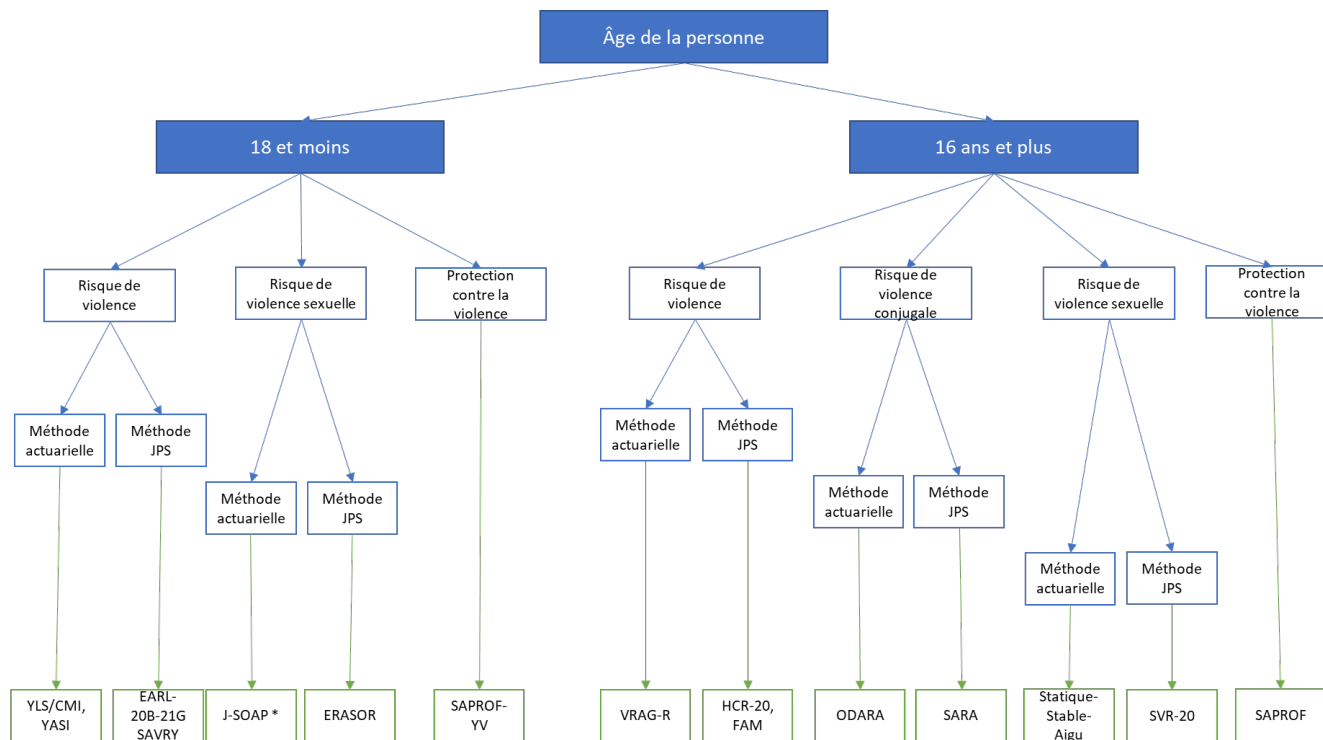 Âge de la personne
18 et moins
16 ans et plus
Risque de
violence
Risque de
violence sexuelle
Protection
contre la
violence
Risque de
violence
Risque de
violence
conjugale
Risque de
violence sexuelle
Protection
contre la
violence
Méthode
actuarielle
Méthode
JPS
Méthode
actuarielle
Méthode
JPS
Méthode
actuarielle
Méthode
JPS
Méthode
actuarielle
Méthode
JPS
Méthode
actuarielle
Méthode
JPS
YLS/CMI,
YASI
EARL-
20B-21G
SAVRY
J-SOAP *
ERASOR
SAPROF-
YV
VRAG-R
HCR-20,
FAM
ODARA
SARA
Statique-
Stable-
Aigu
SVR-20
SAPROF